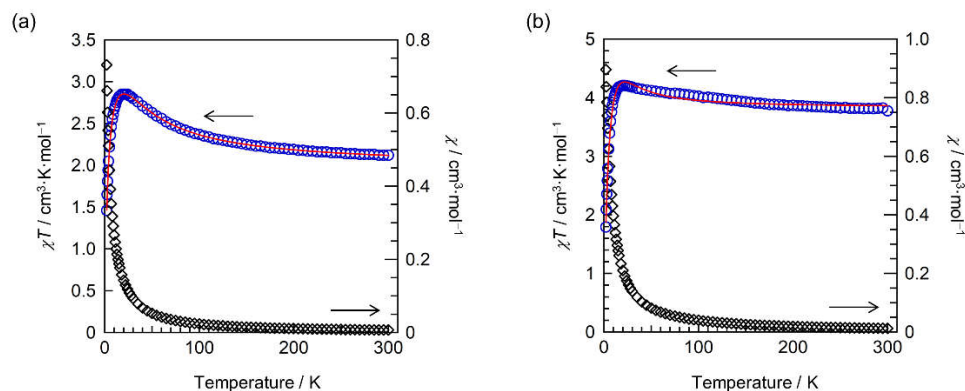 (a)
3.5
3.0
2.5
2.0
1.5
1.0
0.5
0
χT / cm³·K·mol⁻¹
0.8
0.6
0.4
0.2
0
χ / cm³·mol⁻¹
0 100 200 300
Temperature / K
(b)
5
4
3
2
1
0
χT / cm³·K·mol⁻¹
1.0
0.8
0.6
0.4
0.2
0
χ / cm³·mol⁻¹
0 100 200 300
Temperature / K